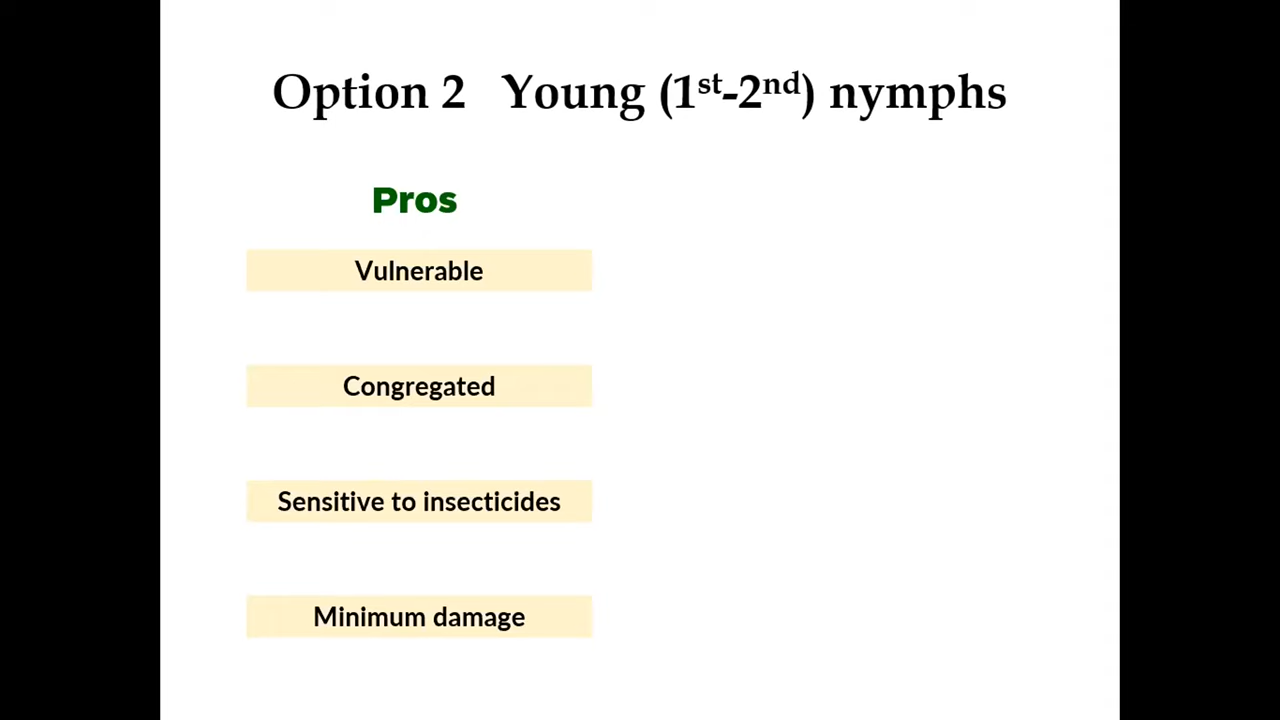 Option 2 Young (1st-2nd) nymphs
Pros
Vulnerable
Congregated
Sensitive to insecticides
Minimum damage